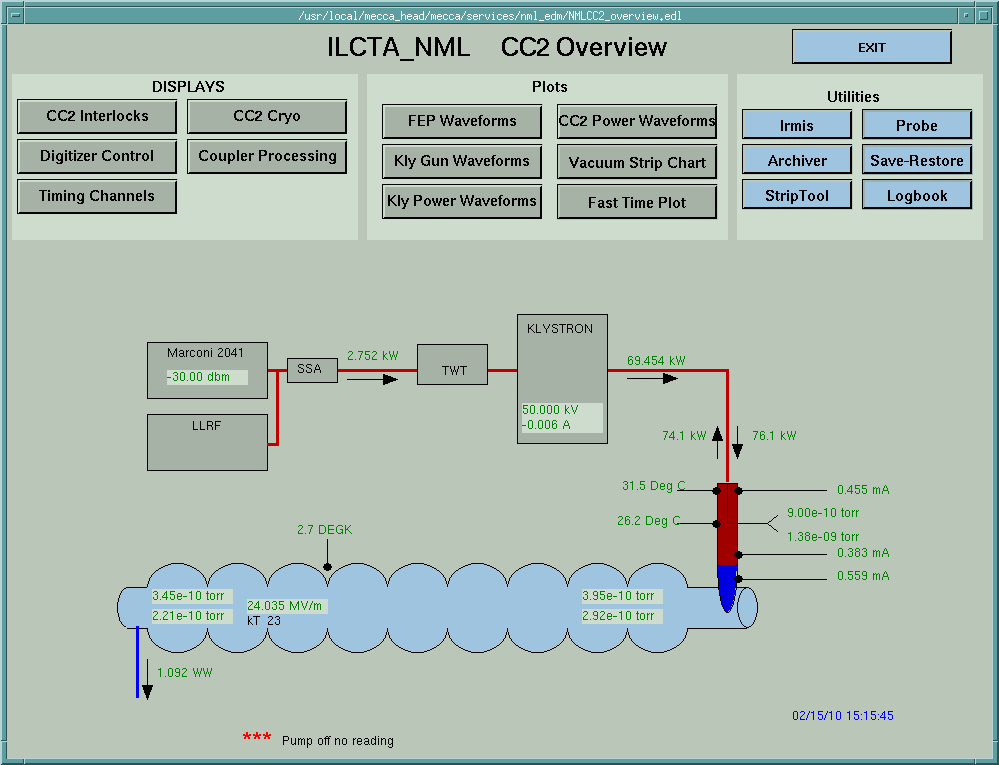 /usr/local/mecca_head/mecca/services/nml_edm/NMLCC2_overview.edl
ILCTA_NML CC2 Overview
EXIT
DISPLAYS
CC2 Interlocks
CC2 Cryo
Digitizer Control
Coupler Processing
Timing Channels
Plots
FEP Waveforms
CC2 Power Waveforms
Kly Gun Waveforms
Vacuum Strip Chart
Kly Power Waveforms
Fast Time Plot
Utilities
Irmis
Probe
Archiver
Save-Restore
StripTool
Logbook
Marconi 2041
-30.00 dbm
LLRF
SSA
2.752 kW
TWT
KLYSTRON
50.000 kV
-0.006 A
69.454 kW
74.1 kW
76.1 kW
31.5 Deg C
0.455 mA
26.2 Deg C
9.00e-10 torr
1.38e-09 torr
0.383 mA
0.559 mA
2.7 DEGK
3.45e-10 torr
2.21e-10 torr
24.035 MV/m
kT 23
3.95e-10 torr
2.92e-10 torr
1.092 WW
02/15/10 15:15:45
*** Pump off no reading